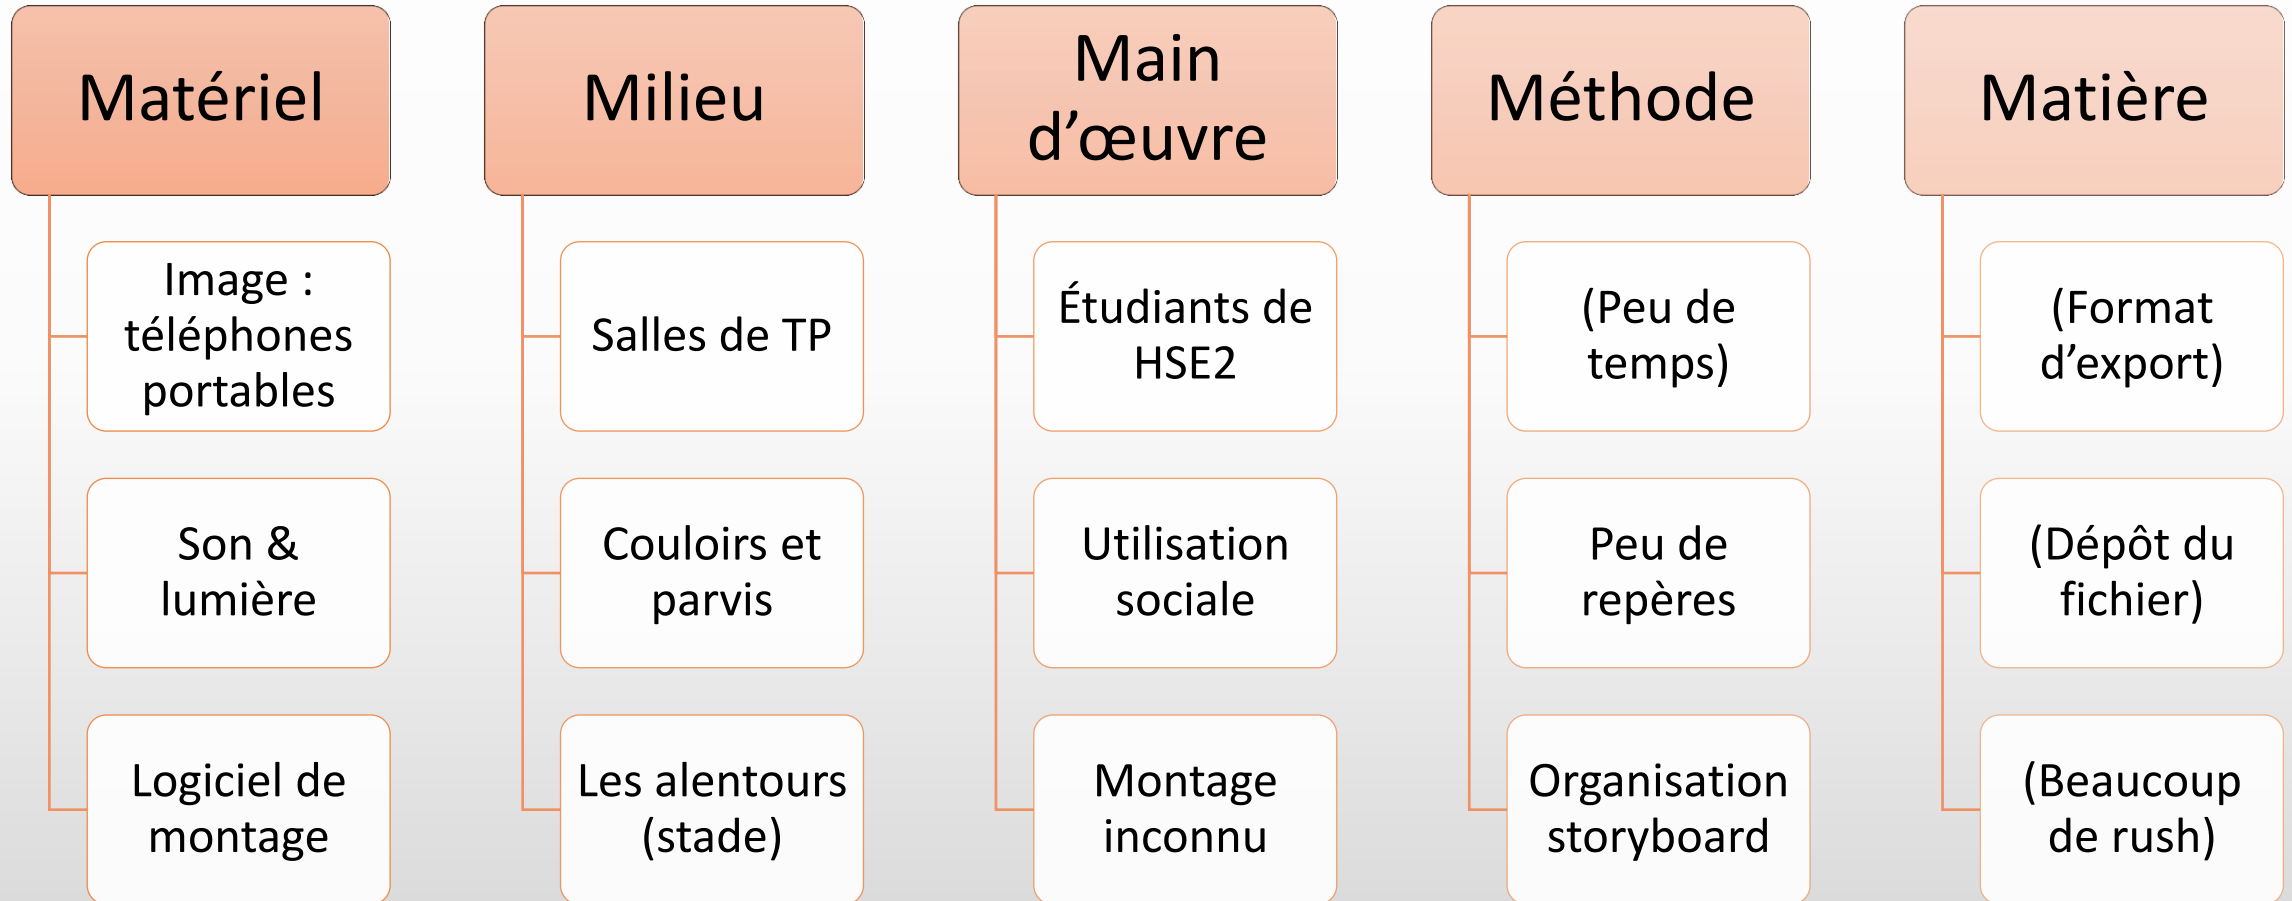 Matériel
Image :
téléphones
portables
Son &
lumière
Logiciel de
montage
Milieu
Salles de TP
Couloirs et
parvis
Les alentours
(stade)
Main
d’œuvre
Étudiants de
HSE2
Utilisation
sociale
Montage
inconnu
Méthode
(Peu de
temps)
Peu de
repères
Organisation
storyboard
Matière
(Format
d’export)
(Dépôt du
fichier)
(Beaucoup
de rush)